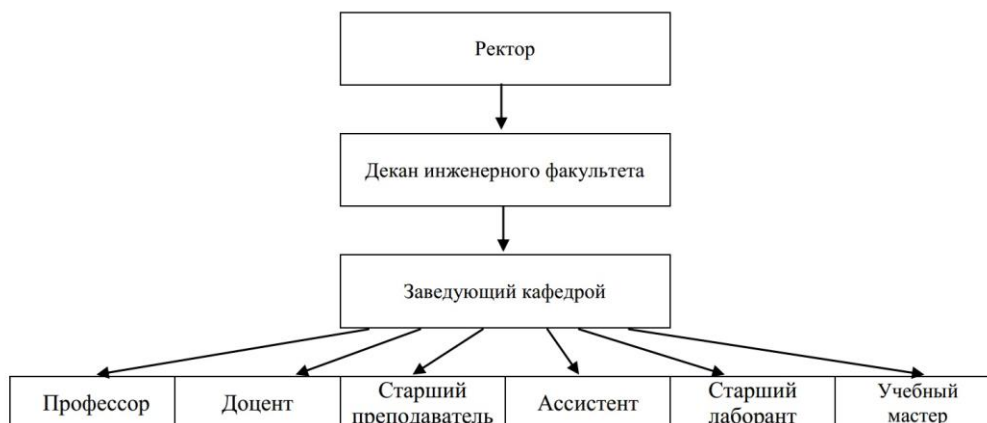 Ректор
Декан инженерного факультета
Заведующий кафедрой
Профессор
Доцент
Старший
преподаватель
Ассистент
Старший
лаборант
Учебный
мастер